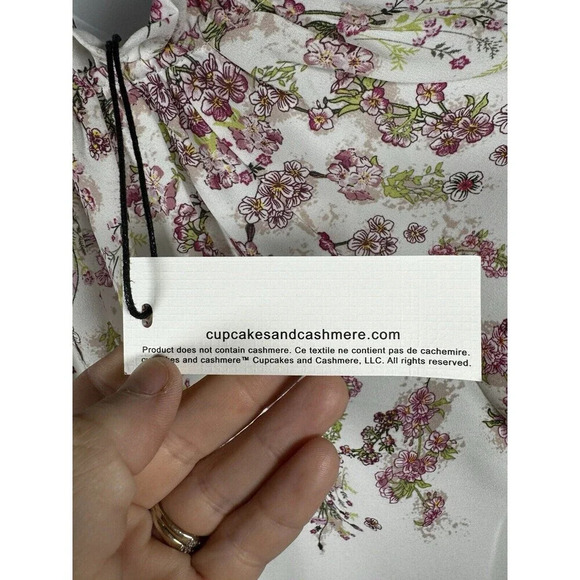 cupcakesandcashmere.com
Product does not contain cashmere. Ce textile ne contient pas de cachemire.
and cashmere™ Cupcakes and Cashmere, LLC. All rights reserved.